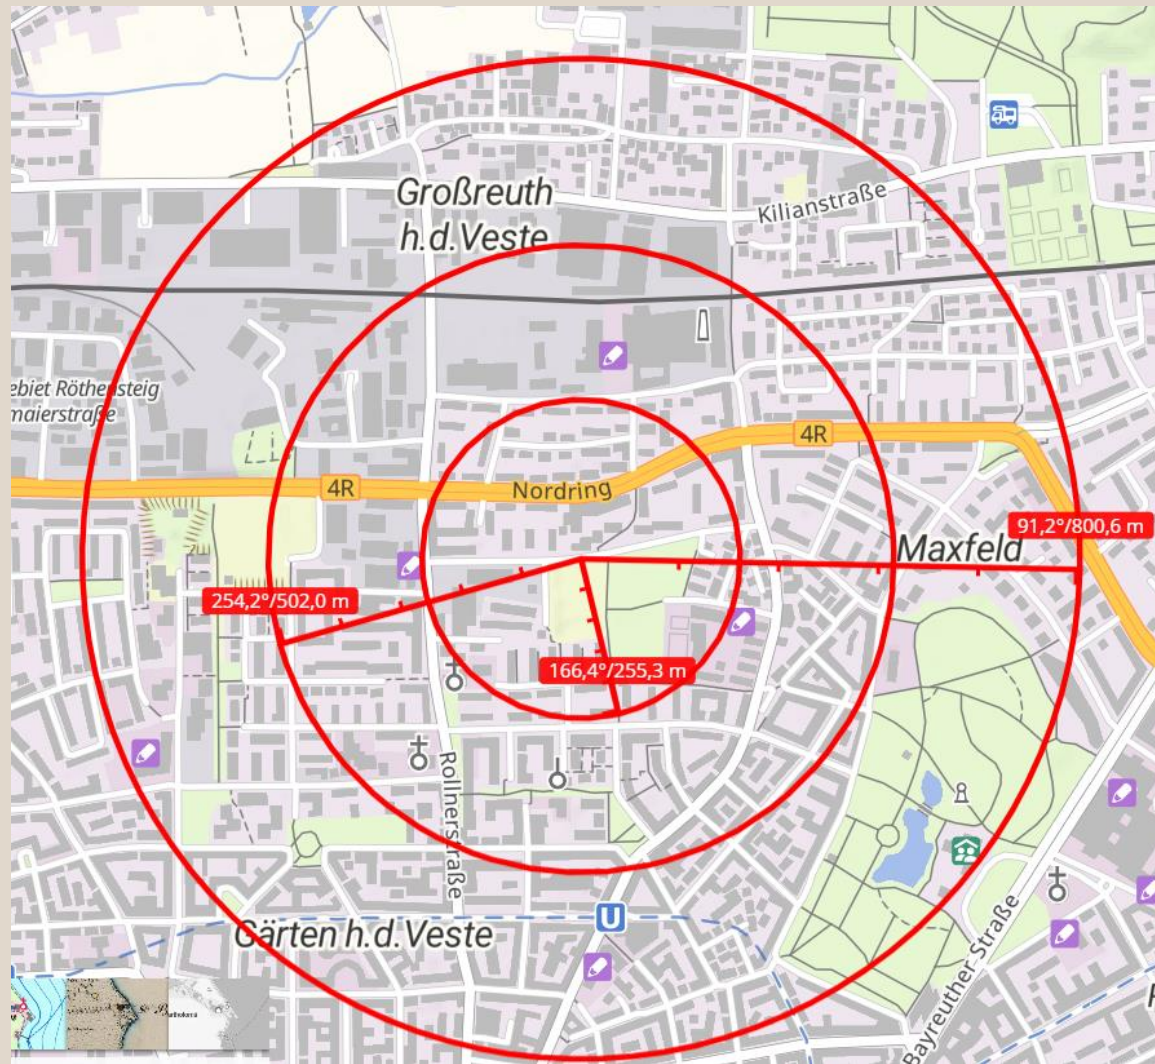 Großreuth
h.d.Veste
Kilianstraße
ebiet Röthensteig
maierstraße
4R
4R
Nordring
91,2°/800,6 m
Maxfeld
254,2°/502,0 m
166,4°/255,3 m
Rollnerstraße
Gärten h.d.Veste
U
Bayreuther Straße